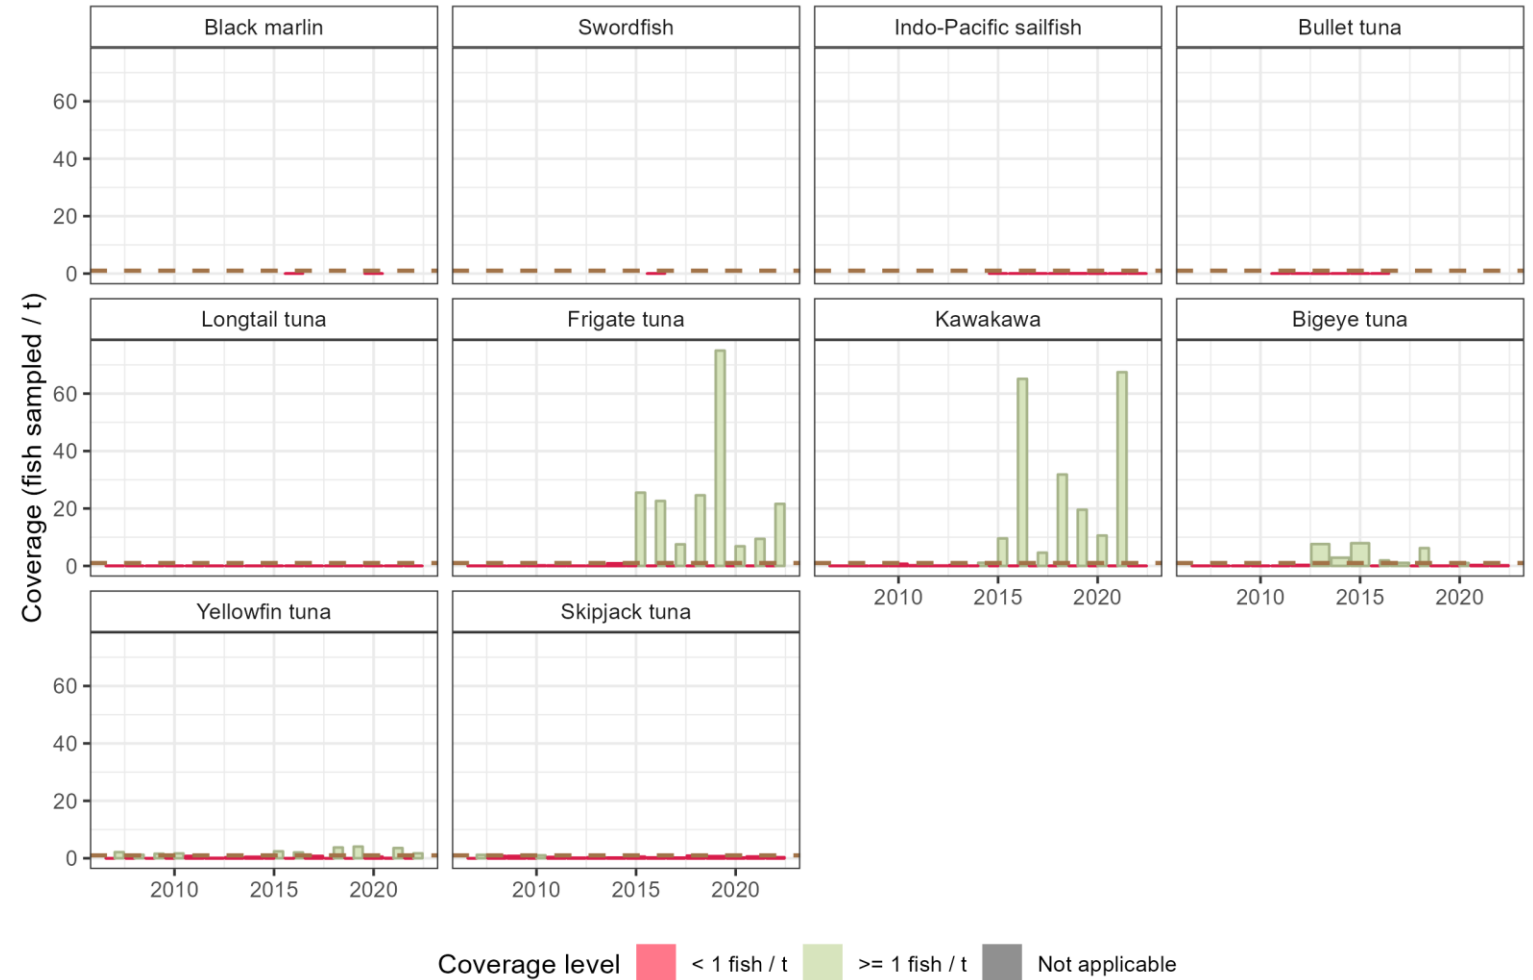 Black marlin
Swordfish
Indo-Pacific sailfish
Bullet tuna
60
40
20
0
Longtail tuna
Frigate tuna
Kawakawa
Bigeye tuna
60
40
20
0
2010 2015 2020
2010 2015 2020
Yellowfin tuna
Skipjack tuna
60
40
20
0
2010 2015 2020
2010 2015 2020
Coverage (fish sampled / t)
Coverage level < 1 fish / t >= 1 fish / t Not applicable